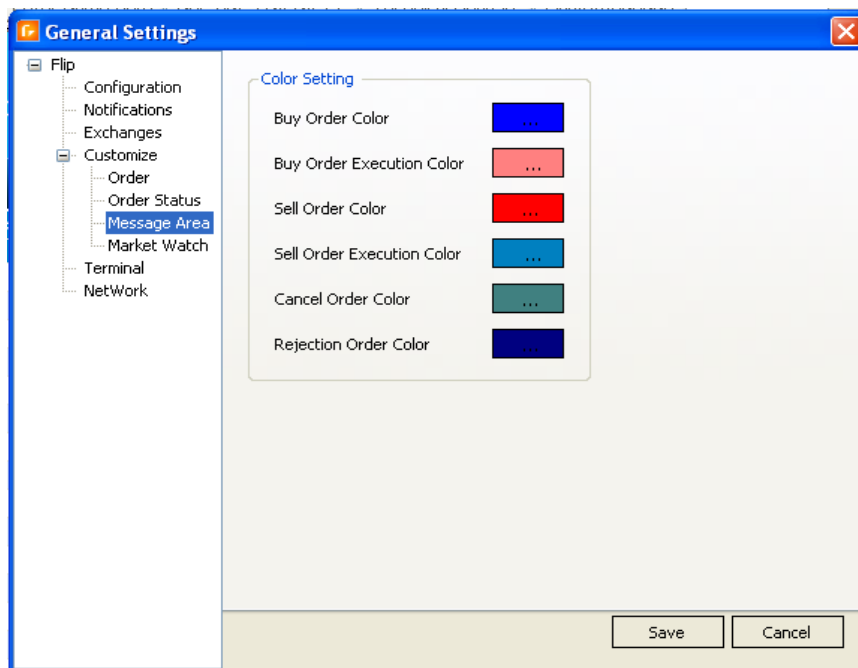 General Settings
Flip
Configuration
Notifications
Exchanges
Customize
Order
Order Status
Message Area
Market Watch
Terminal
NetWork
Color Setting
Buy Order Color ...
Buy Order Execution Color ...
Sell Order Color ...
Sell Order Execution Color ...
Cancel Order Color ...
Rejection Order Color ...
Save Cancel